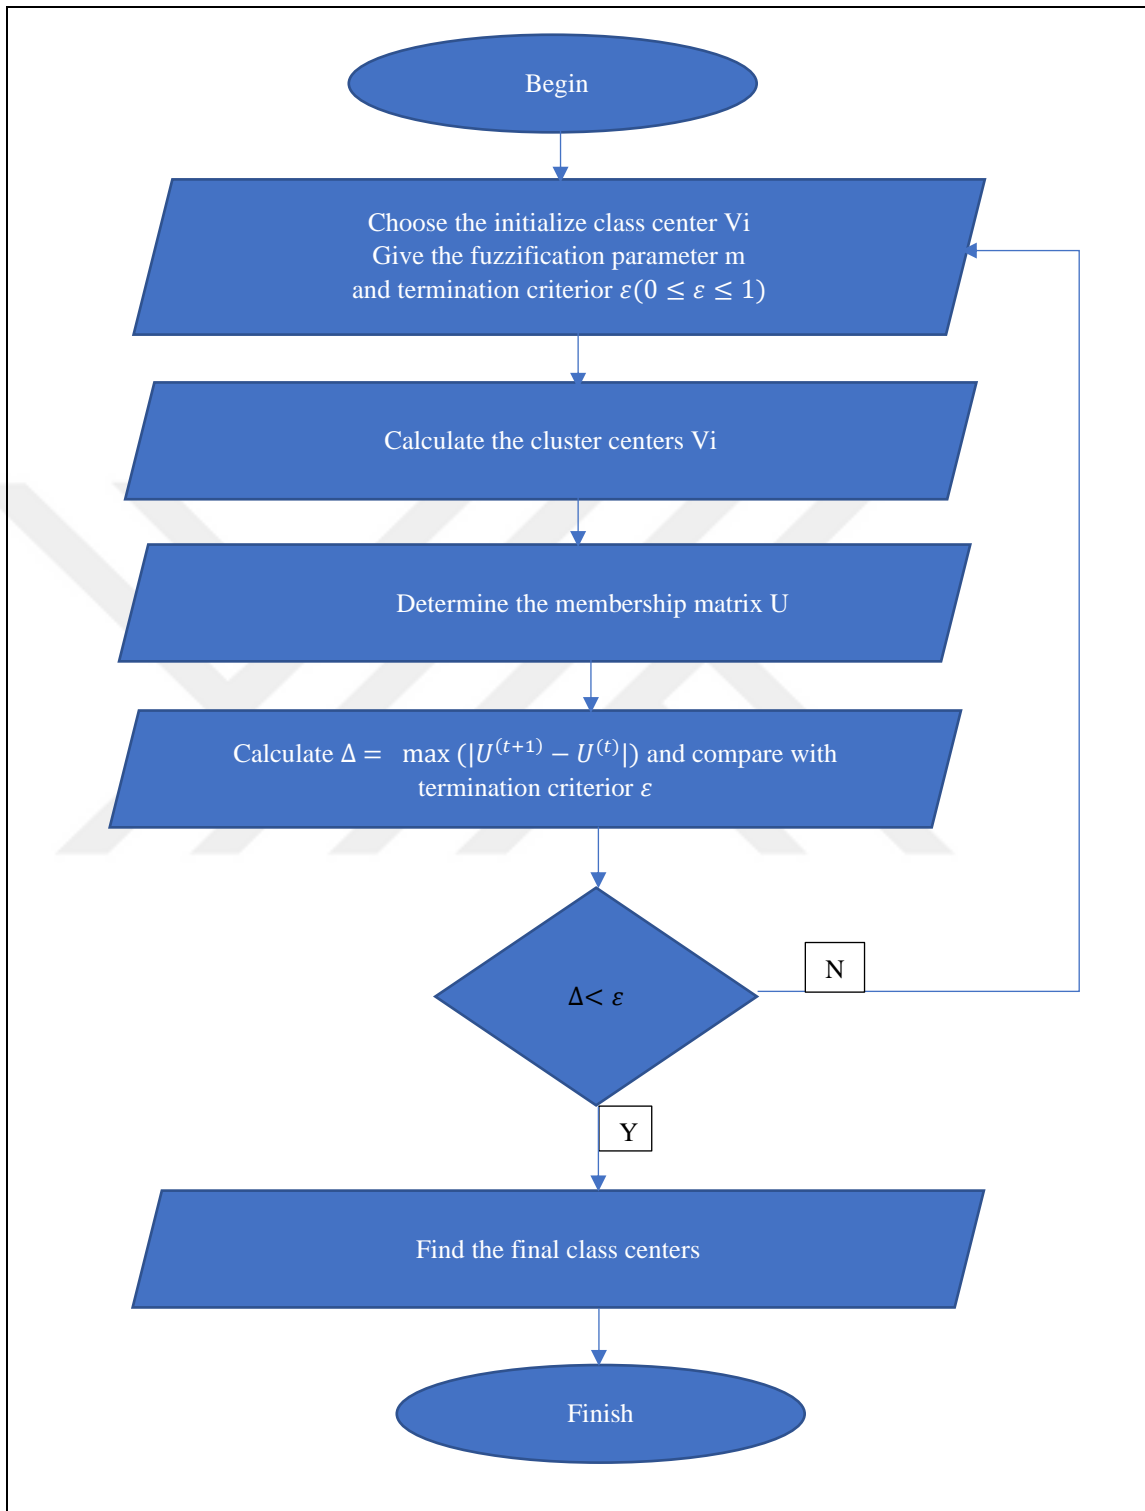 Begin
Choose the initialize class center Vi
Give the fuzzification parameter m
and termination criterior ε(0 ≤ ε ≤ 1)
Calculate the cluster centers Vi
Determine the membership matrix U
Calculate Δ = max (|U^(t+1) − U^(t)|) and compare with
termination criterior ε
Δ< ε
N
Y
Find the final class centers
Finish